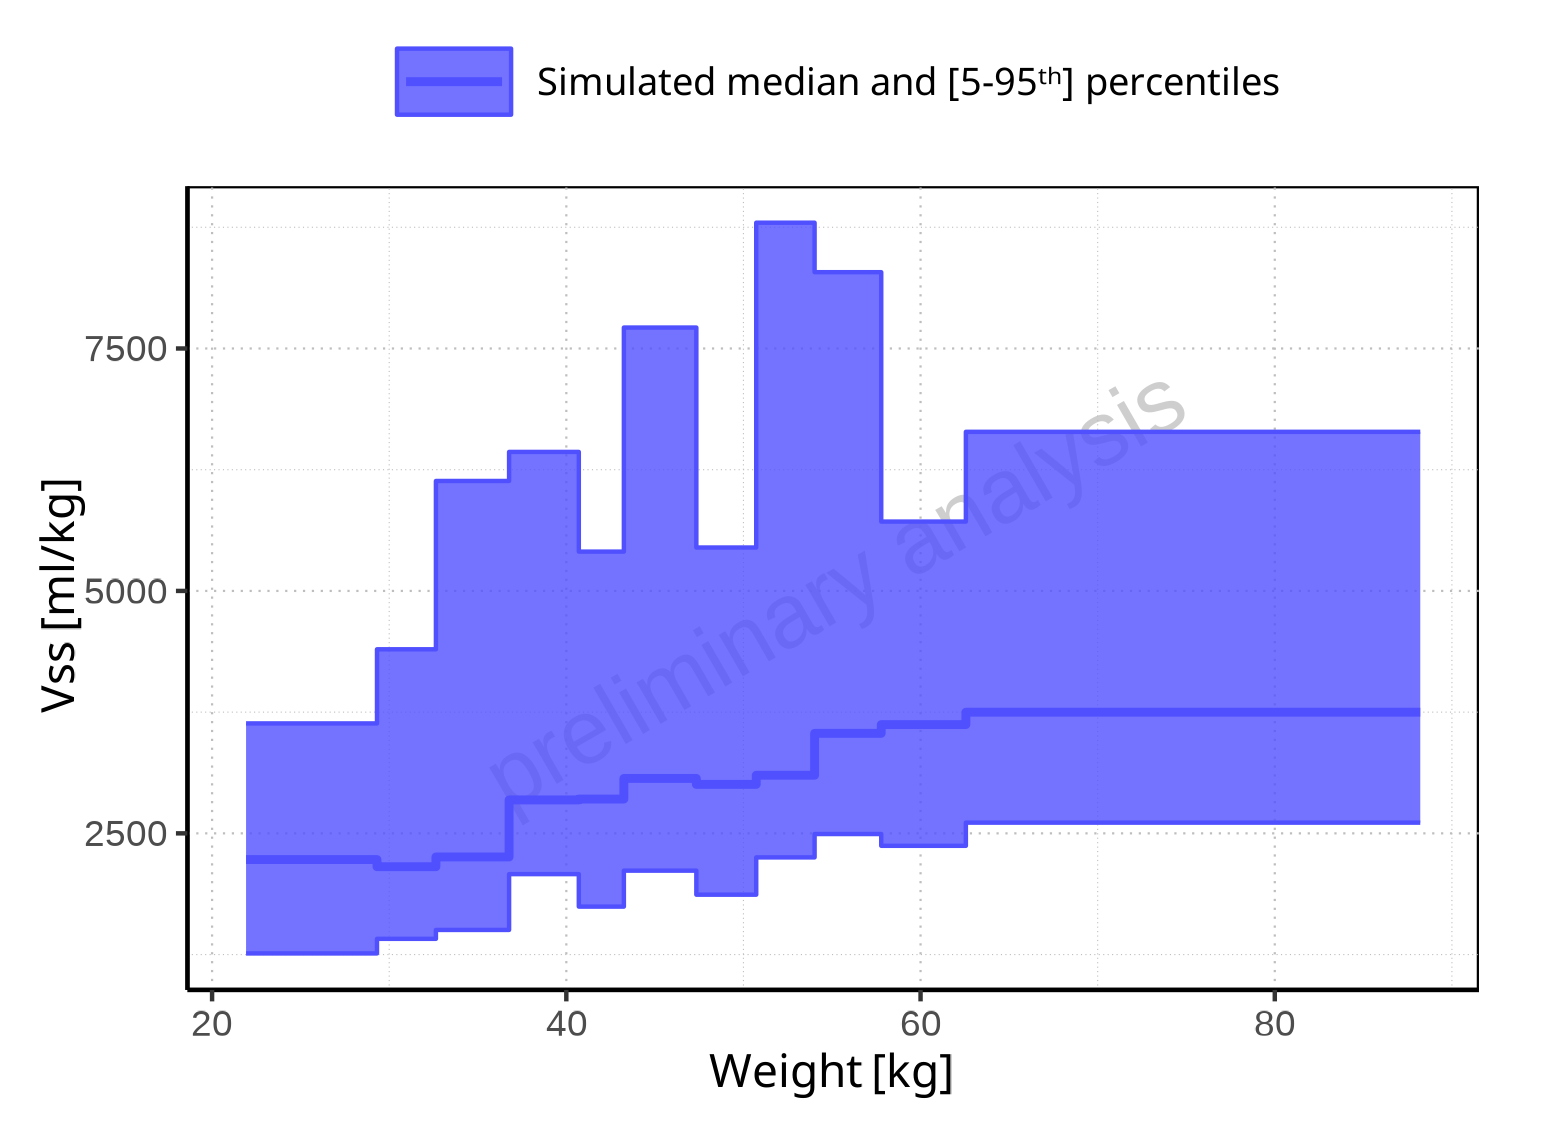 Simulated median and [5-95ᵗʰ] percentiles
Vss [ml/kg]
7500
5000
2500
preliminary analysis
20 40 60 80
Weight [kg]